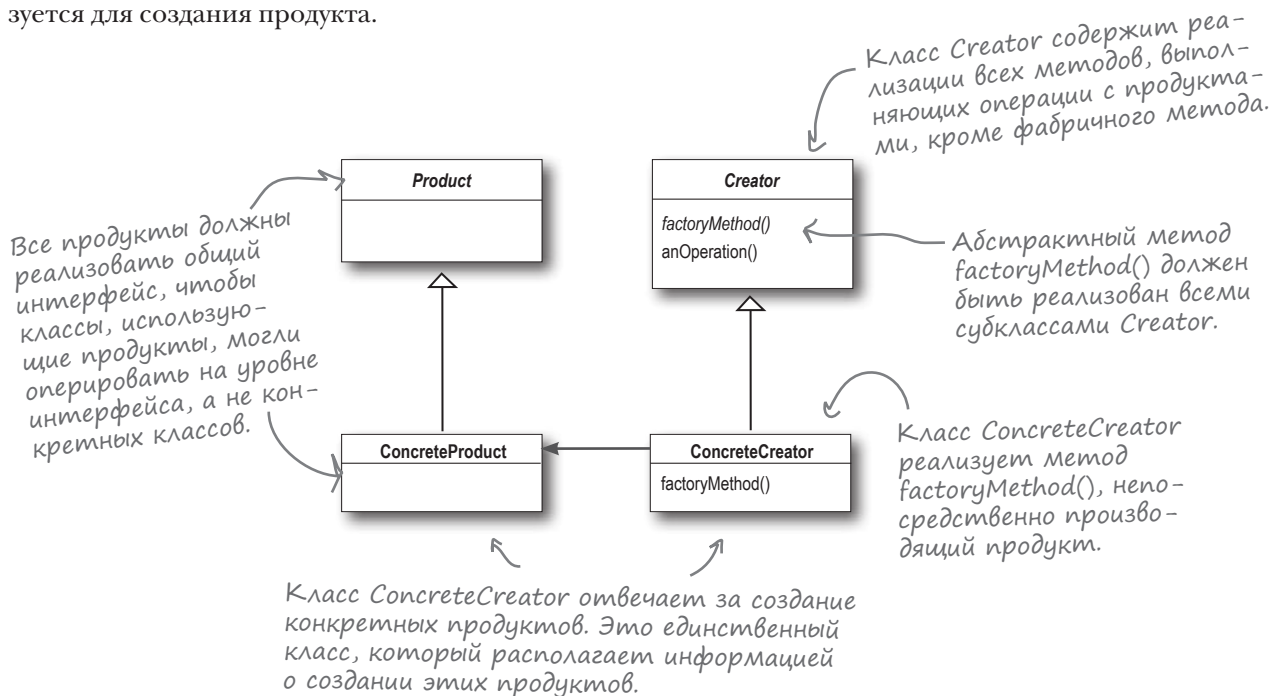 зуется для создания продукта.
Класс Creator содержит реа-
лизации всех методов, выпол-
няющих операции с продукта-
ми, кроме фабричного метода.
Product
Creator
factoryMethod()
anOperation()
Все продукты должны
реализовать общий
интерфейс, чтобы
классы, использую-
щие продукты, могли
оперировать на уровне
интерфейса, а не кон-
кретных классов.
Абстрактный метод
factoryMethod() должен
быть реализован всеми
субклассами Creator.
ConcreteProduct
ConcreteCreator
factoryMethod()
Класс ConcreteCreator
реализует метод
factoryMethod(), непо-
средственно произво-
дящий продукт.
Класс ConcreteCreator отвечает за создание
конкретных продуктов. Это единственный
класс, который располагает информацией
о создании этих продуктов.